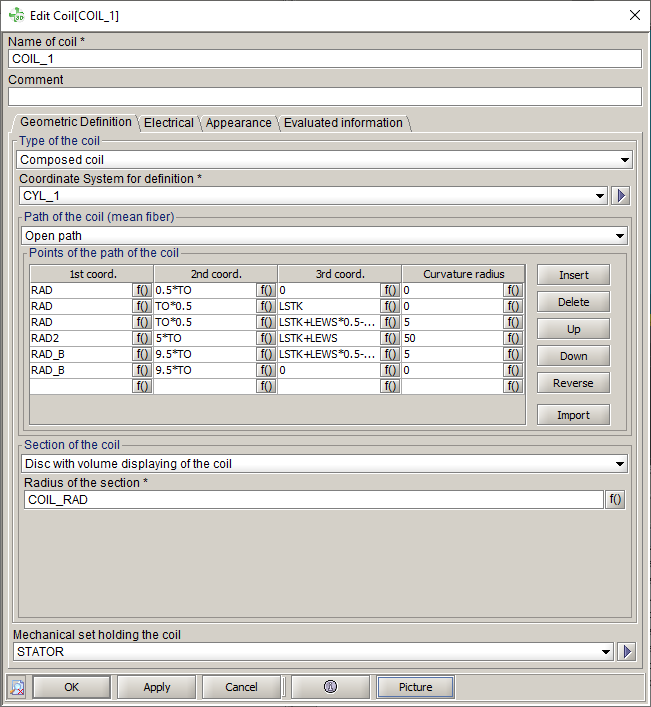 Edit Coil[COIL_1]
Name of coil *
COIL_1
Comment
Geometric Definition Electrical Appearance Evaluated information
Type of the coil
Composed coil
Coordinate System for definition *
CYL_1
Path of the coil (mean fiber)
Open path
Points of the path of the coil
1st coord. 2nd coord. 3rd coord. Curvature radius
RAD f() 0.5*TO f() 0 f() 0 f()
RAD f() TO*0.5 f() LSTK f() 0 f()
RAD f() TO*0.5 f() LSTK+LEWS*0.5-... f() 5 f()
RAD2 f() 5*TO f() LSTK+LEWS f() 50 f()
RAD_B f() 9.5*TO f() LSTK+LEWS*0.5-... f() 5 f()
RAD_B f() 9.5*TO f() 0 f() 0 f()
f() f() f() f()
Insert
Delete
Up
Down
Reverse
Import
Section of the coil
Disc with volume displaying of the coil
Radius of the section *
COIL_RAD f()
Mechanical set holding the coil
STATOR
OK Apply Cancel Picture